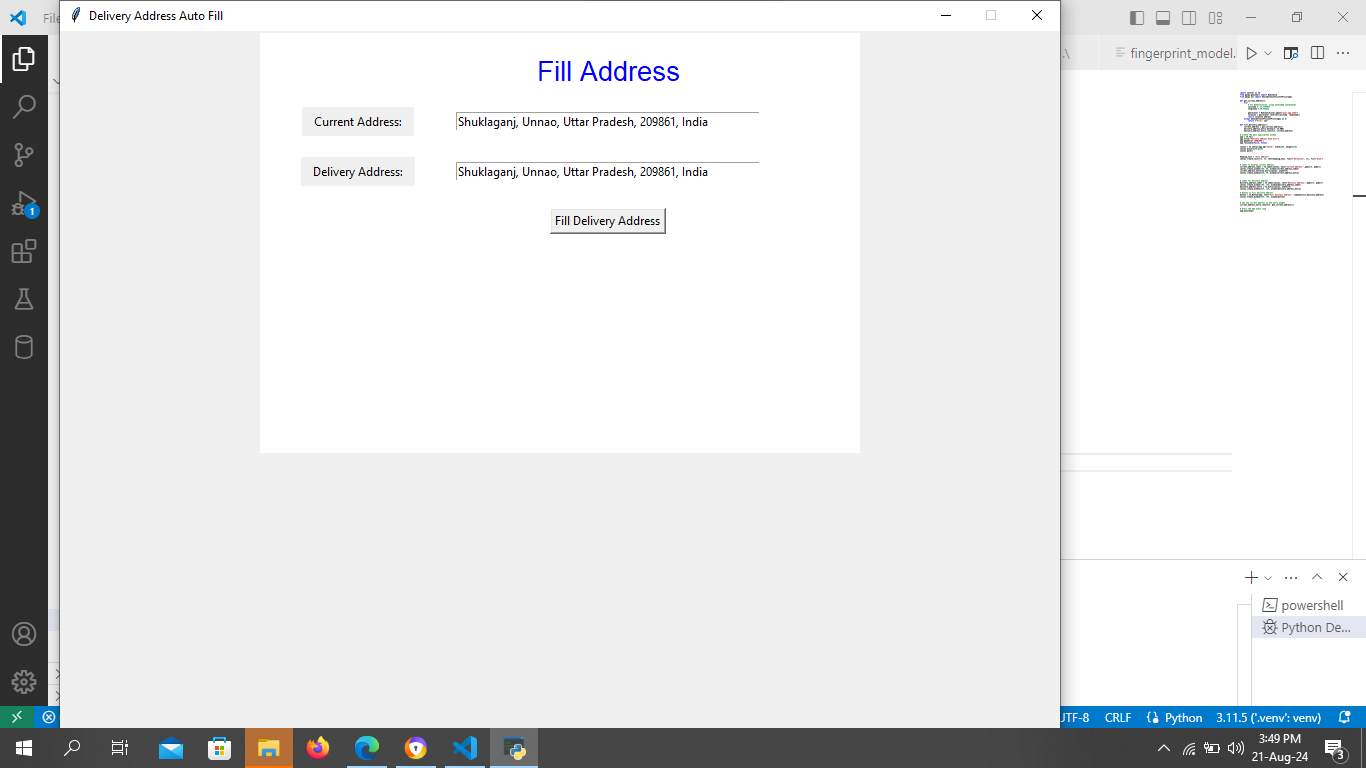 File
Delivery Address Auto Fill
fingerprint_model.
Fill Address
Current Address:
Shuklaganj, Unnao, Uttar Pradesh, 209861, India
Delivery Address:
Shuklaganj, Unnao, Uttar Pradesh, 209861, India
Fill Delivery Address
1
powershell
Python De...
UTF-8
CRLF
Python
3.11.5 ('.venv': venv)
3:49 PM
21-Aug-24
3